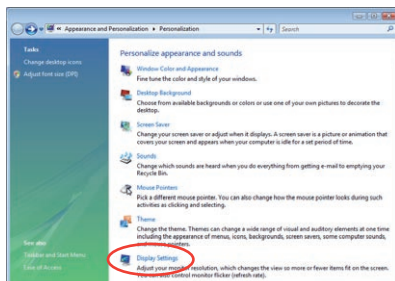 « Appearance and Personalization ▸ Personalization
Search
Tasks
Change desktop icons
Adjust font size (DPI)
See also
Taskbar and Start Menu
Ease of Access
Personalize appearance and sounds
Window Color and Appearance
Fine tune the color and style of your windows.
Desktop Background
Choose from available backgrounds or colors or use one of your own pictures to decorate the
desktop.
Screen Saver
Change your screen saver or adjust when it displays. A screen saver is a picture or animation that
covers your screen and appears when your computer is idle for a set period of time.
Sounds
Change which sounds are heard when you do everything from getting e-mail to emptying your
Recycle Bin.
Mouse Pointers
Pick a different mouse pointer. You can also change how the mouse pointer looks during such
activities as clicking and selecting.
Theme
Change the theme. Themes can change a wide range of visual and auditory elements at one time
including the appearance of menus, icons, backgrounds, screen savers, some computer sounds,
and mouse pointers.
Display Settings
Adjust your monitor resolution, which changes the view so more or fewer items fit on the screen.
You can also control monitor flicker (refresh rate).